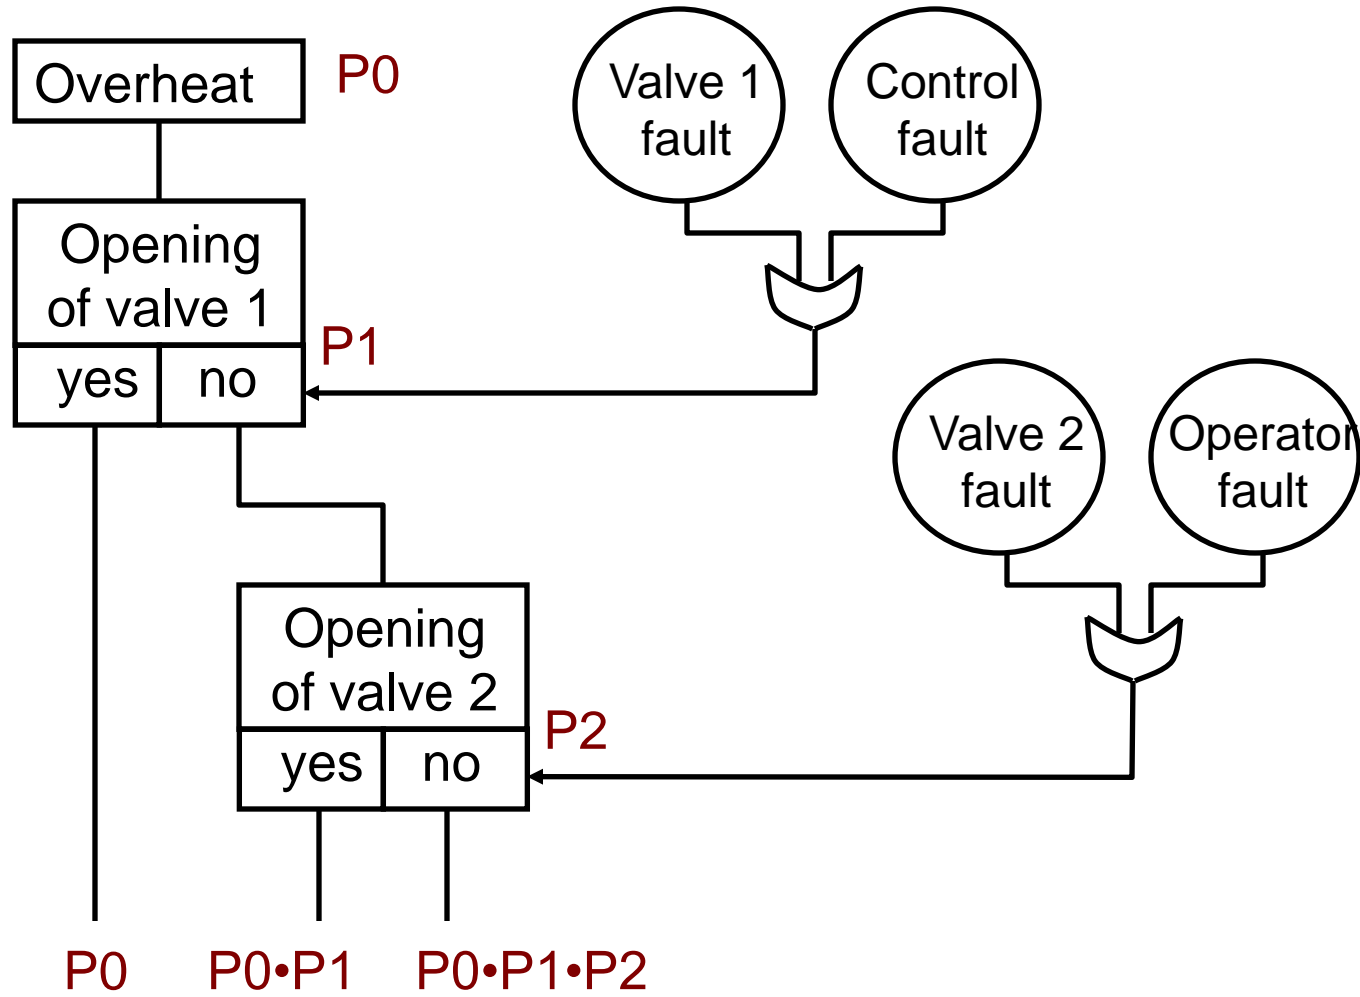 Overheat
P0
Valve 1
fault
Control
fault
Opening
of valve 1
yes
no
P1
Valve 2
fault
Operator
fault
Opening
of valve 2
yes
no
P2
P0
P0•P1
P0•P1•P2